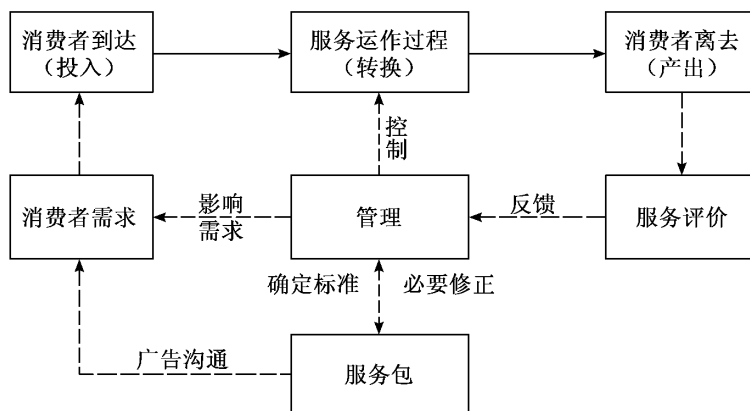 消费者到达
（投入）
服务运作过程
（转换）
消费者离去
（产出）
控
制
消费者需求
影响
需求
管理
反馈
服务评价
确定标准
必要修正
广告沟通
服务包